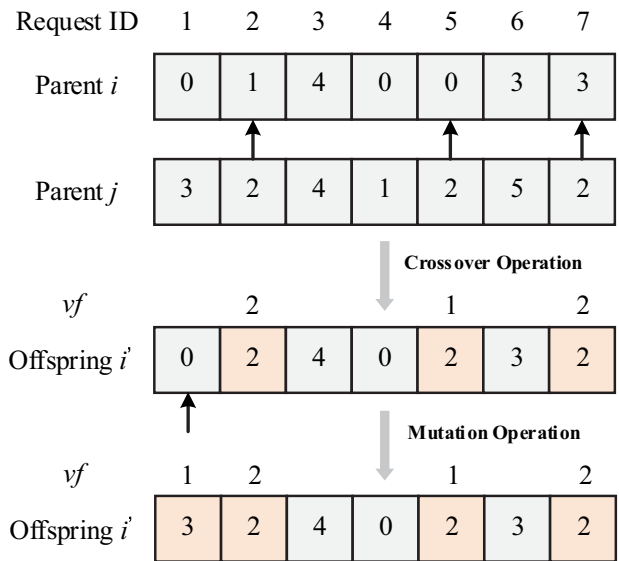 Request ID 1 2 3 4 5 6 7
Parent i 0 1 4 0 0 3 3
Parent j 3 2 4 1 2 5 2
Crossover Operation
vf 2 1 2
Offspring i' 0 2 4 0 2 3 2
Mutation Operation
vf 1 2 1 2
Offspring i' 3 2 4 0 2 3 2